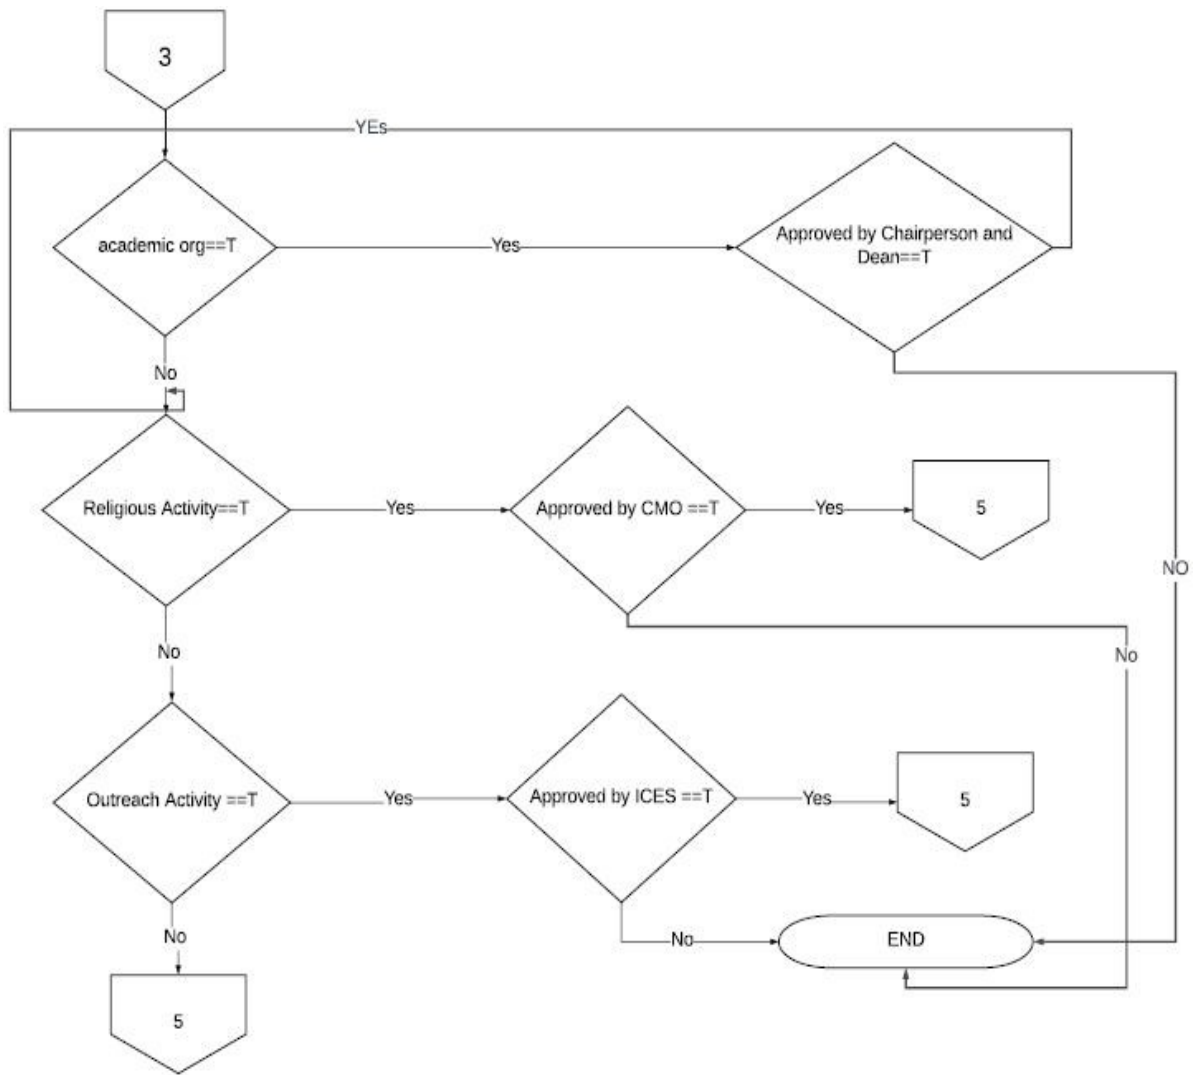 3
YEs
academic org==T
Yes
Approved by Chairperson and
Dean==T
No
Religious Activity==T
Yes
Approved by CMO ==T
Yes
5
NO
No
No
Outreach Activity ==T
Yes
Approved by ICES ==T
Yes
5
No
No
END
5